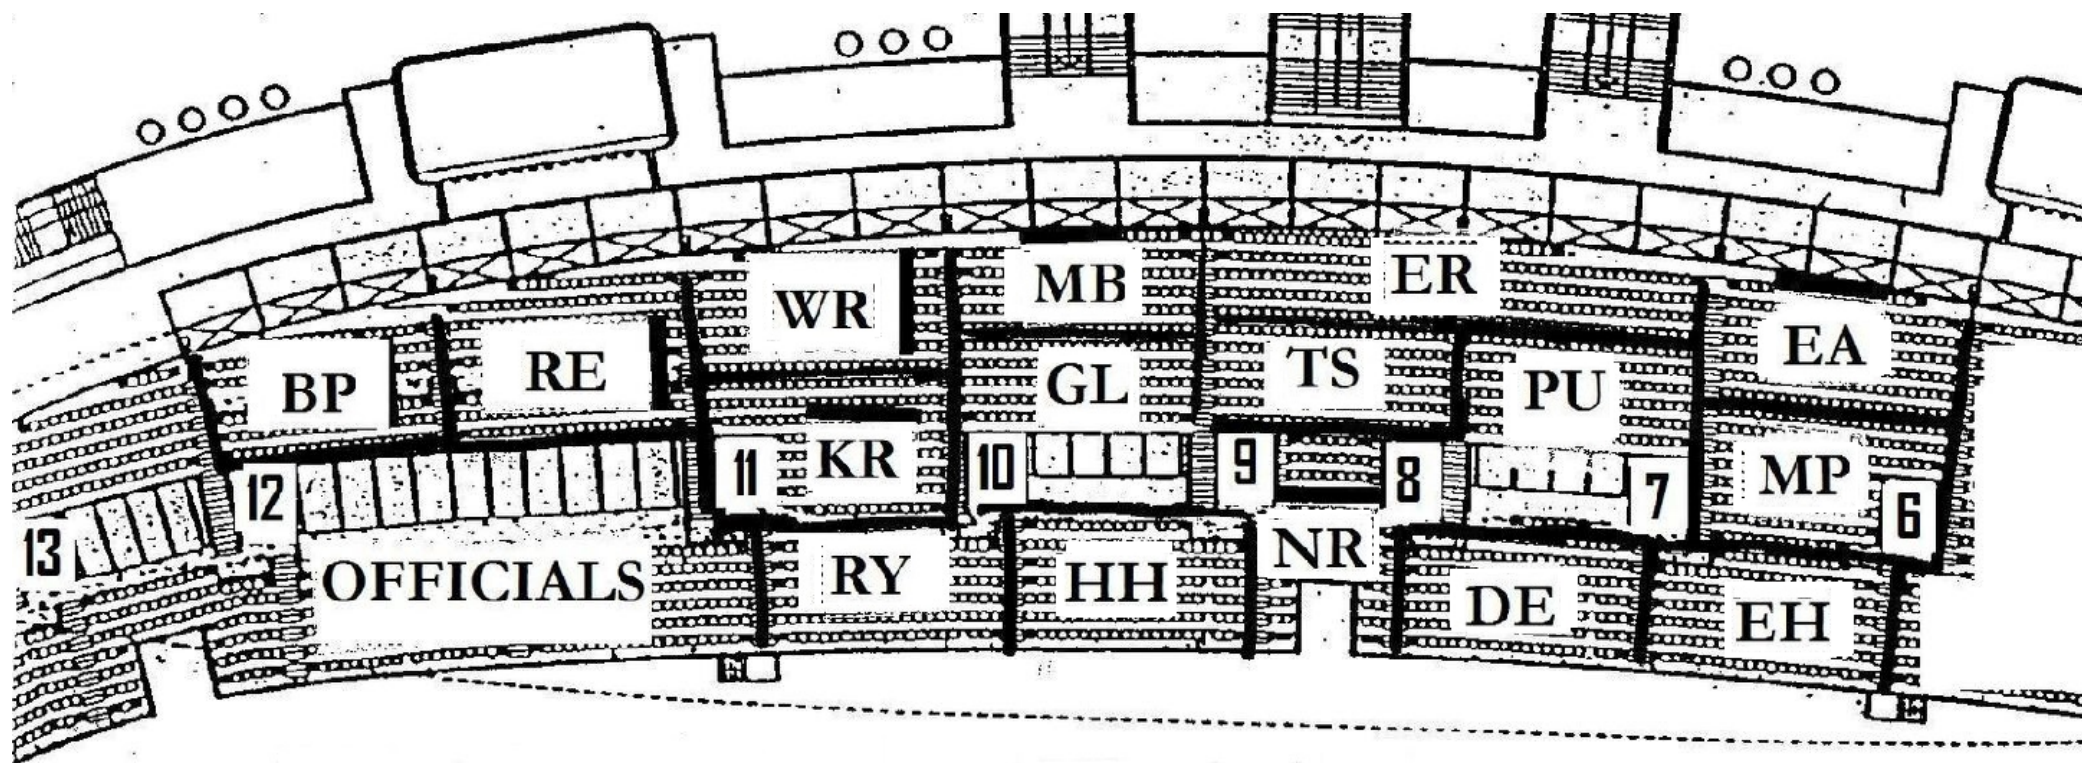 ER
MB
WR
EA
TS
RE
GL
PU
BP
KR
MP
11
10
9
8
7
6
12
13
OFFICIALS
RY
HH
NR
DE
EH